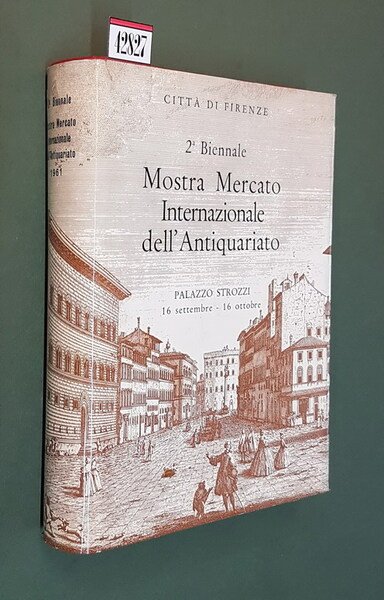 42827
CITTÀ DI FIRENZE
2ª Biennale
Mostra Mercato
Internazionale
dell'Antiquariato
PALAZZO STROZZI
16 settembre - 16 ottobre
Biennale
Mostra Mercato
Internazionale
Antiquariato
1961